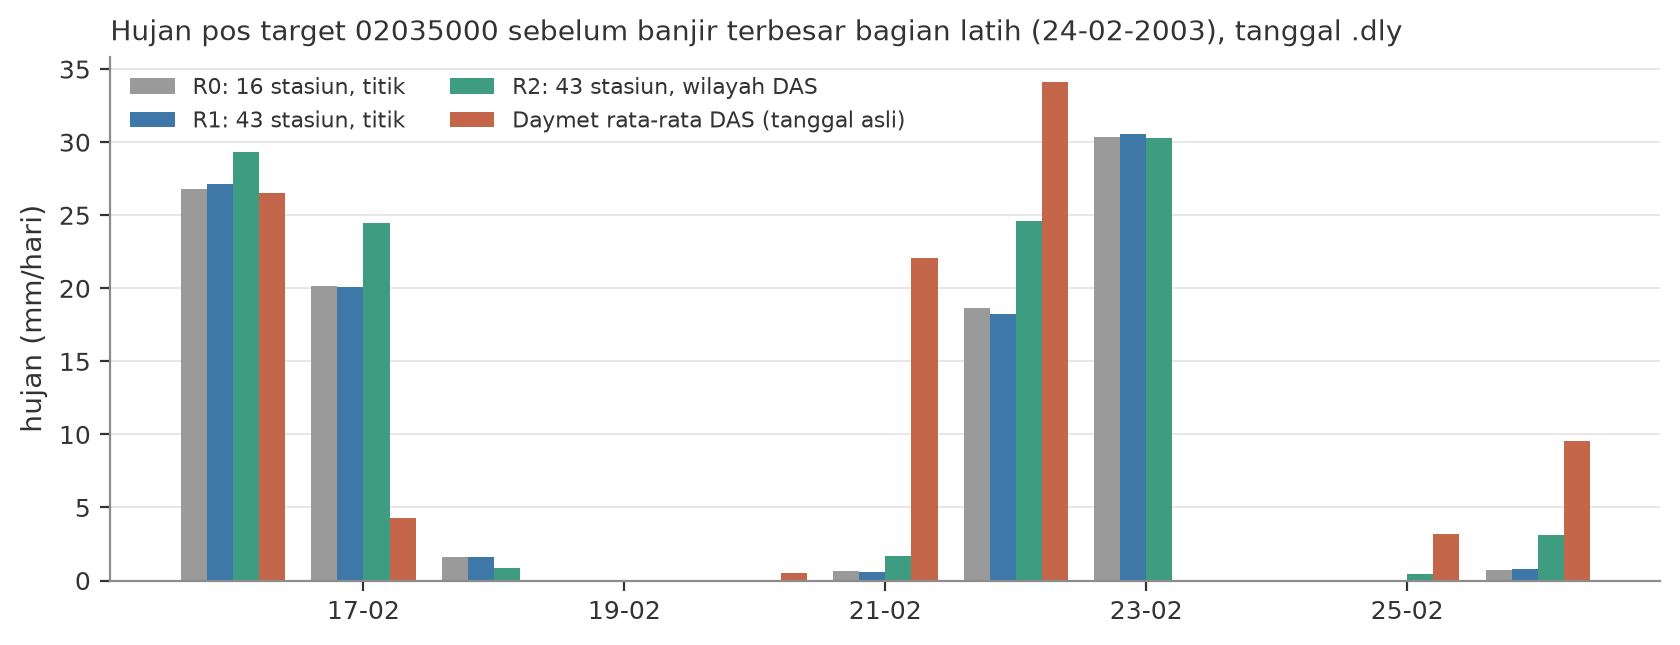 Hujan pos target 02035000 sebelum banjir terbesar bagian latih (24-02-2003), tanggal .dly
R0: 16 stasiun, titik
R1: 43 stasiun, titik
R2: 43 stasiun, wilayah DAS
Daymet rata-rata DAS (tanggal asli)
hujan (mm/hari)
35
30
25
20
15
10
5
0
17-02
19-02
21-02
23-02
25-02